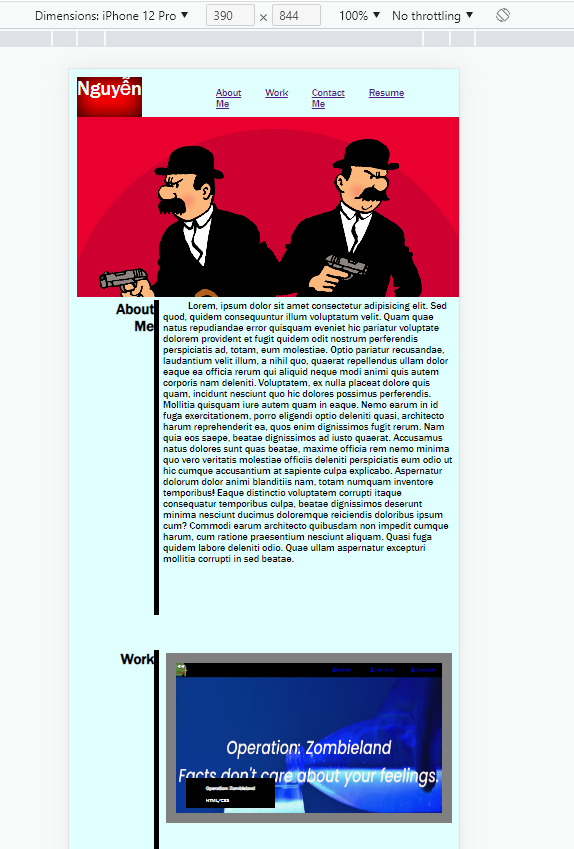 Dimensions: iPhone 12 Pro ▼ 390 × 844 100% ▼ No throttling ▼
Nguyễn
About Work Contact Resume
Me Me
About
Me
Lorem, ipsum dolor sit amet consectetur adipisicing elit. Sed
quod, quidem consequuntur illum voluptatum velit. Quam quae
natus repudiandae error quisquam eveniet hic pariatur voluptate
dolorem provident et fugit quidem odit nostrum perferendis
perspiciatis ad, totam, eum molestiae. Optio pariatur recusandae,
laudantium velit illum, a nihil quo, quaerat repellendus ullam dolor
eaque ea officia rerum qui aliquid neque modi animi quis autem
corporis nam deleniti. Voluptatem, ex nulla placeat dolore quis
quam, incidunt nesciunt quo hic dolores possimus perferendis.
Mollitia quisquam iure autem quam in eaque. Nemo earum in id
fuga exercitationem, porro eligendi optio deleniti quasi, architecto
harum reprehenderit ea, quos enim dignissimos fugit rerum. Nam
quia eos saepe, beatae dignissimos ad iusto quaerat. Accusamus
natus dolores sunt quas beatae, maxime officia rem nemo minima
quo vero veritatis molestiae officiis deleniti perspiciatis eum odio ut
hic cumque accusantium at sapiente culpa explicabo. Aspernatur
dolorum dolor animi blanditiis nam, totam numquam inventore
temporibus! Eaque distinctio voluptatem corrupti itaque
consequatur temporibus culpa, beatae dignissimos deserunt
minima nesciunt ducimus doloremque reiciendis doloribus ipsum
cum? Commodi earum architecto quibusdam non impedit cumque
harum, cum ratione praesentium nesciunt aliquam. Quasi fuga
quidem labore deleniti odio. Quae ullam aspernatur excepturi
mollitia corrupti in sed beatae.
Work
Operation: Zombieland
Facts don't care about your feelings.
Operation: Zombieland
HTML/CSS